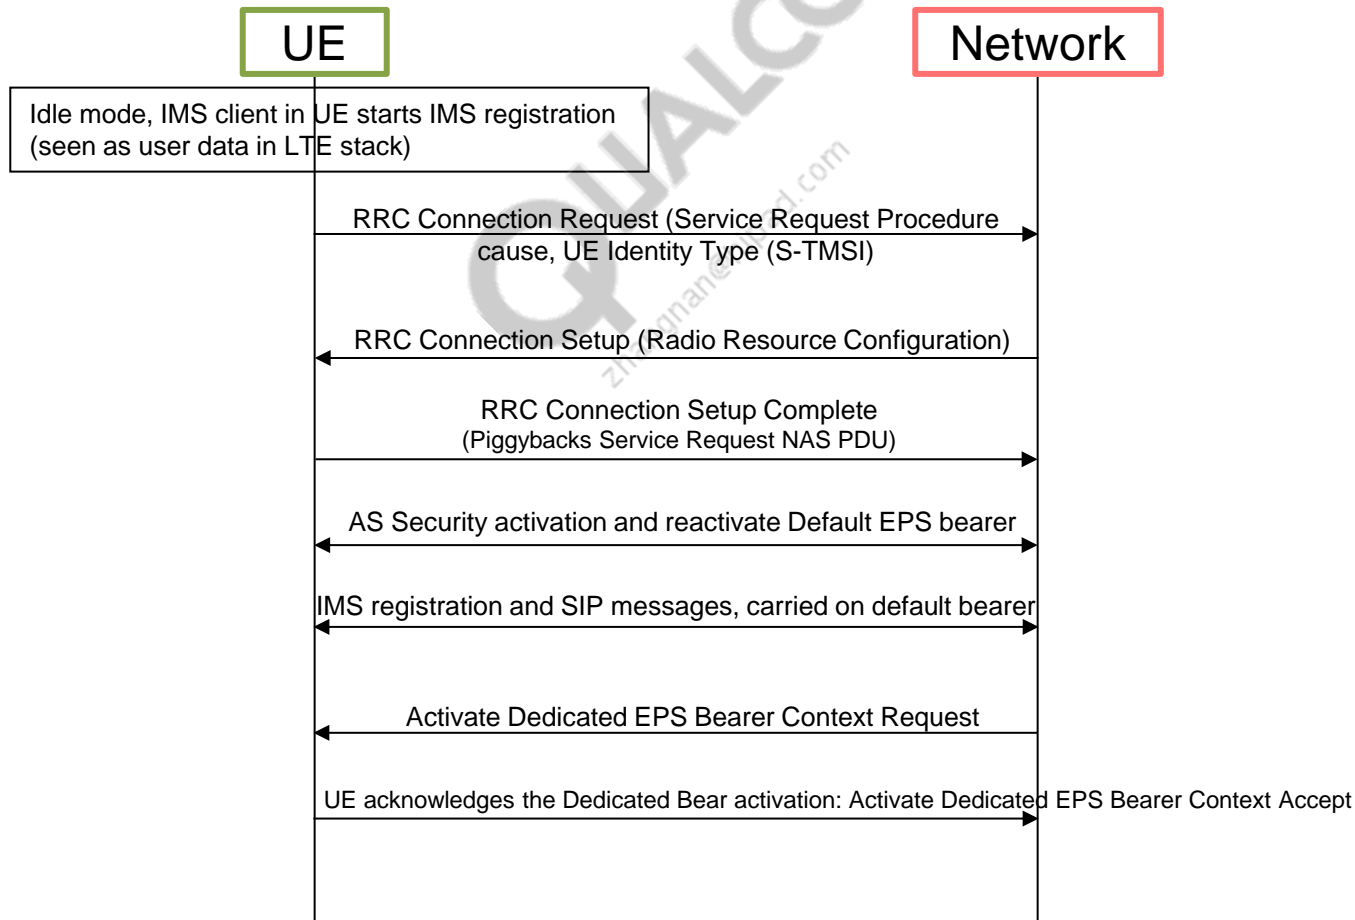 UE
Network
Idle mode, IMS client in UE starts IMS registration
(seen as user data in LTE stack)
RRC Connection Request (Service Request Procedure
cause, UE Identity Type (S-TMSI)
RRC Connection Setup (Radio Resource Configuration)
RRC Connection Setup Complete
(Piggybacks Service Request NAS PDU)
AS Security activation and reactivate Default EPS bearer
IMS registration and SIP messages, carried on default bearer
Activate Dedicated EPS Bearer Context Request
UE acknowledges the Dedicated Bear activation: Activate Dedicated EPS Bearer Context Accept
QUALCO